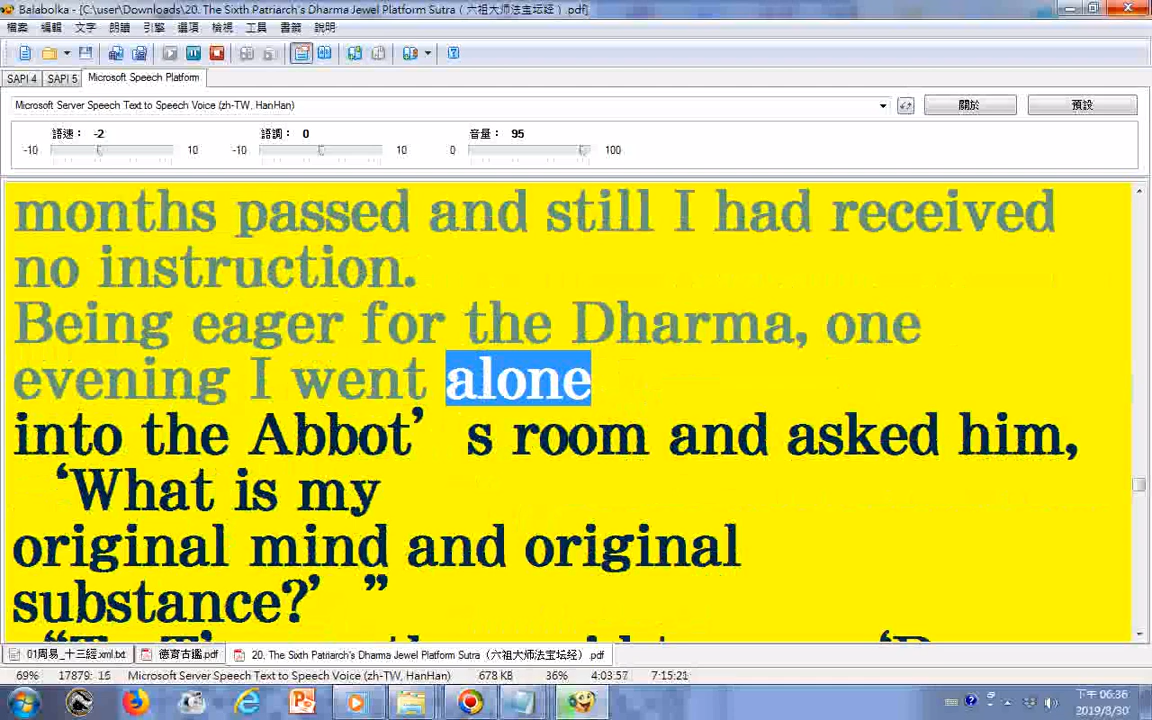 Balabolka - [C:\user\Downloads\20. The Sixth Patriarch's Dharma Jewel Platform Sutra（六祖大师法宝坛经）.pdf]
檔案 編輯 文字 朗讀 引擎 選項 檢視 工具 書籤 說明
SAPI 4 SAPI 5 Microsoft Speech Platform
Microsoft Server Speech Text to Speech Voice (zh-TW, HanHan) 關於 預設
語速： -2 語調： 0 音量： 95
-10 10 -10 10 0 100
months passed and still I had received
no instruction.
Being eager for the Dharma, one
evening I went alone
into the Abbot’s room and asked him,
‘What is my
original mind and original
substance?’”
01周易_十三經.xml.txt 德育古鑑.pdf 20. The Sixth Patriarch's Dharma Jewel Platform Sutra（六祖大师法宝坛经）.pdf
69% 17879: 15 Microsoft Server Speech Text to Speech Voice (zh-TW, HanHan) 678 KB 36% 4:03:57 7:15:21
下午 06:36
2019/8/30